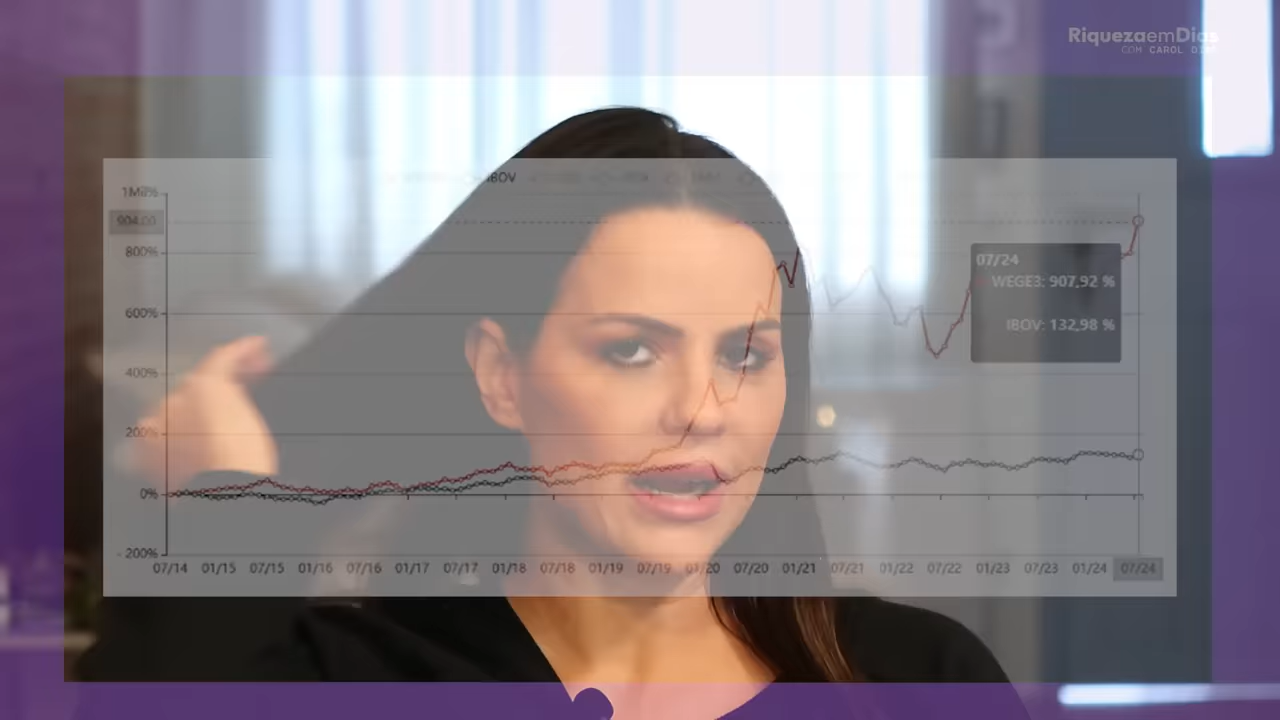 RiquezaemDias
COM CAROL DIAS
IBOV
904,00
800%
600%
400%
200%
0%
- 200%
07/24
WEGE3: 907,92 %
IBOV: 132,98 %
07/14 01/15 07/15 01/16 07/16 01/17 07/17 01/18 07/18 01/19 07/19 01/20 07/20 01/21 07/21 01/22 07/22 01/23 07/23 01/24 07/24